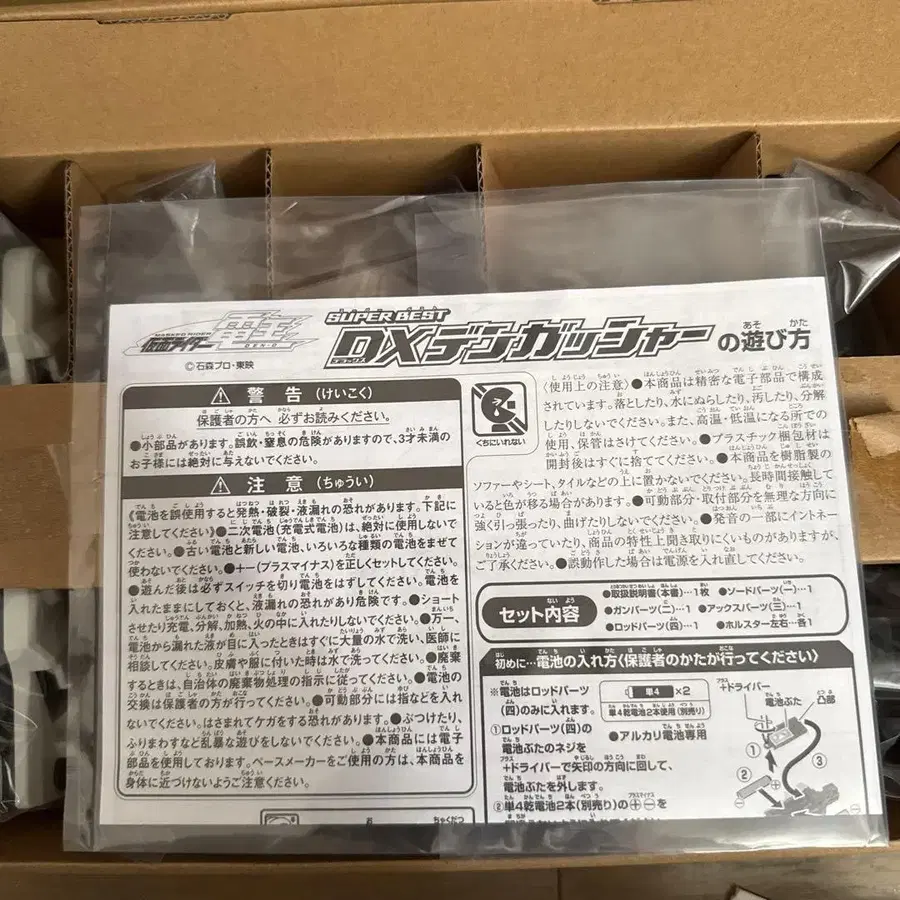 MASKED RIDER DEN-O
仮面ライダー電王
©石森プロ・東映
SUPER BEST
DXデンガッシャーの遊び方
⚠警告(けいこく)
保護者の方へ 必ずお読みください。
●小部品があります。誤飲・窒息の危険がありますので、3才未満の
お子様には絶対に与えないでください。
⚠注意(ちゅうい)
《電池を誤使用すると発熱・破裂・液漏れの恐れがあります。下記に
注意してください》●二次電池(充電式電池)は、絶対に使用しないで
ください。●古い電池と新しい電池、いろいろな種類の電池をまぜて
使わないでください。●+−(プラスマイナス)を正しくセットしてください。
●遊んだ後は必ずスイッチを切り電池をはずしてください。電池を
入れたままにしておくと、液漏れの恐れがあり危険です。●ショート
させたり充電、分解、加熱、火の中に入れたりしないでください。●万一、
電池から漏れた液が目に入ったときはすぐに大量の水で洗い、医師に
相談してください。皮膚や服に付いた時は水で洗ってください。●廃棄
するときは、自治体の廃棄物処理の指示に従ってください。●電池の
交換は保護者の方が行ってください。●可動部分には指などを入れ
ないでください。はさまれてケガをする恐れがあります。●ぶつけたり、
ふりまわすなど乱暴な遊びをしないでください。●本商品には電子
部品を使用しております。ペースメーカーをご使用の方は、本商品を
身体に近づけないようご注意ください。
くちにいれない
〈使用上の注意〉●本商品は精密な電子部品で構成
されています。落としたり、水にぬらしたり、汚したり、分解
したりしないでください。また、高温・低温になる所での
使用、保管はさけてください。●プラスチック梱包材は
開封後はすぐに捨ててください。●本商品を樹脂製の
ソファーやシート、タイルなどの上に置かないでください。長時間接触して
いると色が移る場合があります。●可動部分・取付部分を無理な方向に
強く引っ張ったり、曲げたりしないでください。●発音の一部にイントネー
ションが違っていたり、商品の特性上聞き取りにくいものがありますが、
ご了承ください。●誤動作した場合は電源を入れ直してください。
セット内容
●取扱説明書(本書)…1枚 ●ソードパーツ(一)…1
●ガンパーツ(二)…1 ●アックスパーツ(三)…1
●ロッドパーツ(四)…1 ●ホルスター左右…各1
初めに…電池の入れ方〈保護者のかたが行ってください〉
※電池はロッドパーツ
(四)のみに入れます。
単4 ×2
単4乾電池2本使用(別売り)
●アルカリ電池専用
+ドライバー
電池ぶた
凸部
①ロッドパーツ(四)の
電池ぶたのネジを
+ドライバーで矢印の方向に回して、
電池ぶたを外します。
②単4乾電池2本(別売り)の⊕⊖を
①
②
③
お
ちゃくだつ